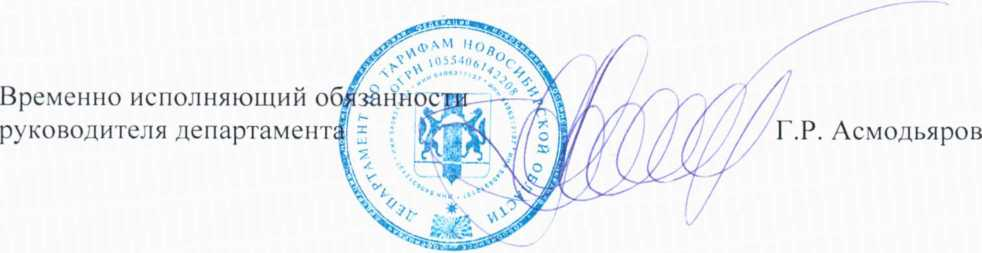 Временно исполняющий обязанности
руководителя департамента
Г.Р. Асмодьяров
ДЕПАРТАМЕНТ ПО ТАРИФАМ НОВОСИБИРСКОЙ ОБЛАСТИ
ОГРН 1055406142208